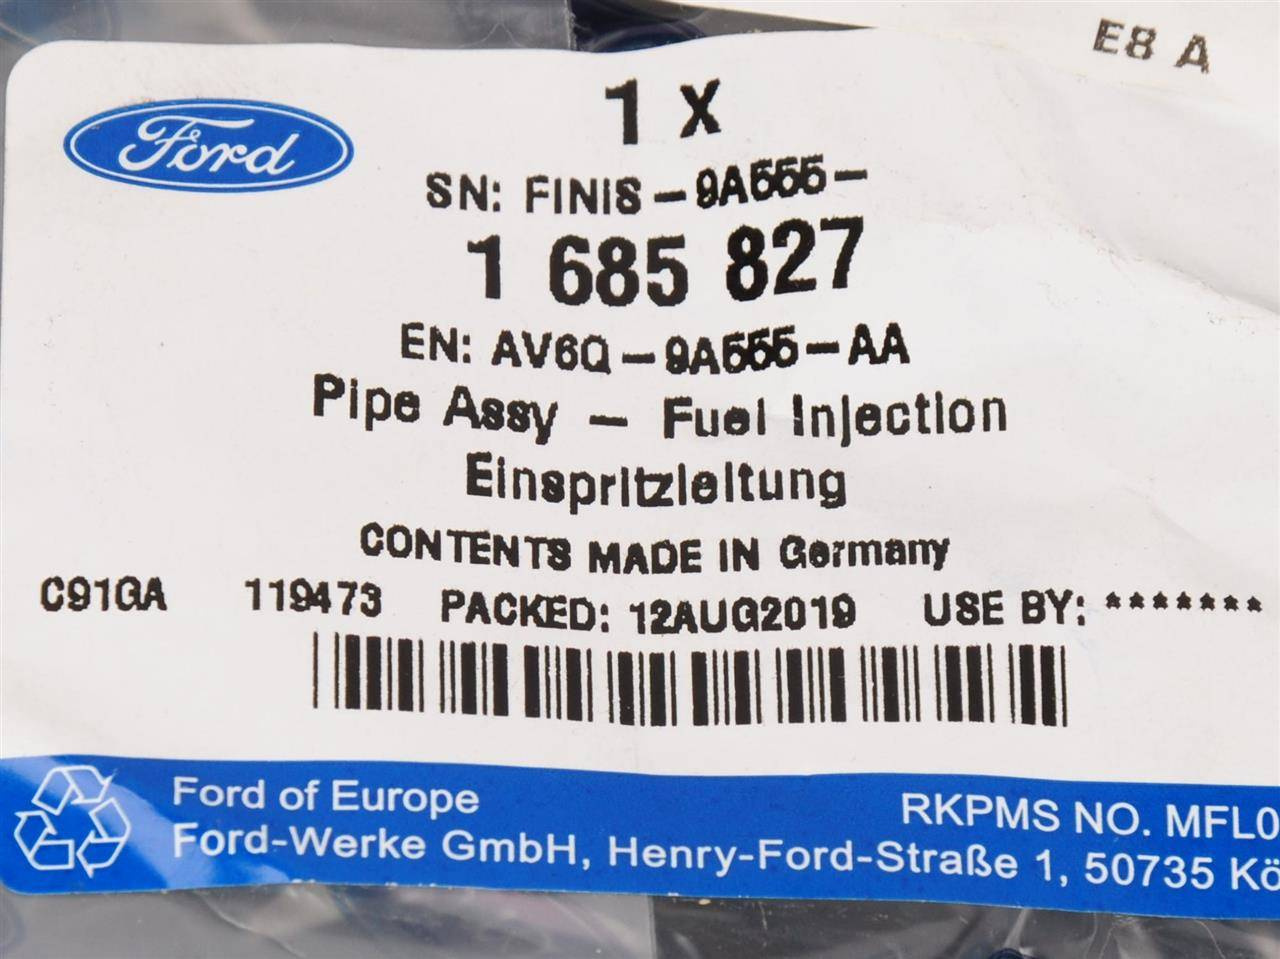 E8 A
Ford
1 X
SN: FINIS-9A555-
1 685 827
EN: AV6Q-9A555-AA
Pipe Assy - Fuel Injection
Einspritzleitung
CONTENTS MADE IN Germany
C91GA 119473 PACKED: 12AUG2019 USE BY: *******
Ford of Europe RKPMS NO. MFL0
Ford-Werke GmbH, Henry-Ford-Straße 1, 50735 Kö